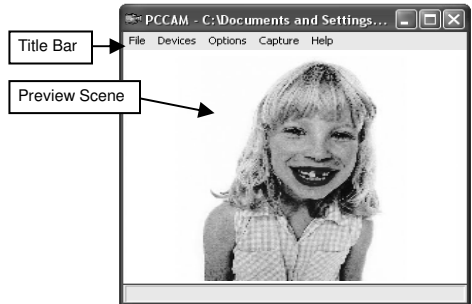 PCCAM - C:\Documents and Settings...
Title Bar
File Devices Options Capture Help
Preview Scene